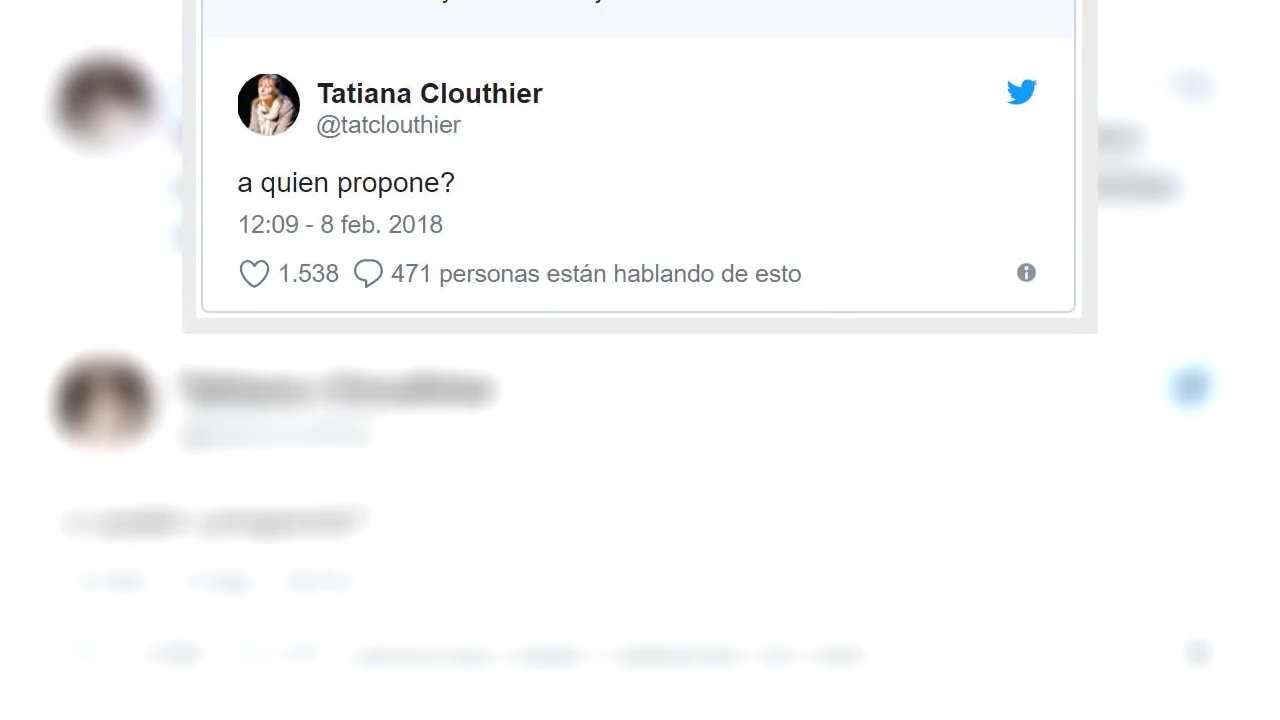 Tatiana Clouthier
@tatclouthier
a quien propone?
12:09 - 8 feb. 2018
1.538 471 personas están hablando de esto